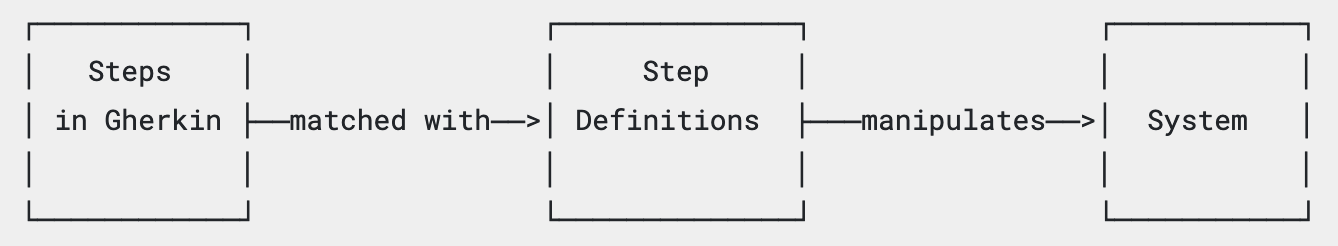 Steps
in Gherkin
matched with
Step
Definitions
manipulates
System